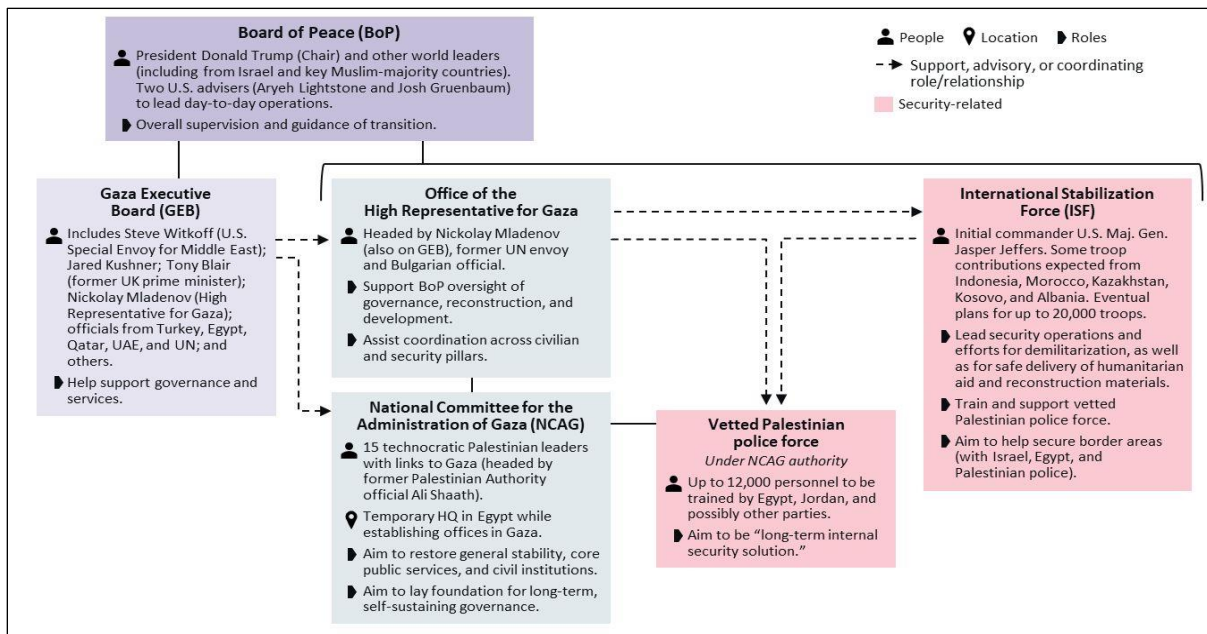 Board of Peace (BoP)
President Donald Trump (Chair) and other world leaders
(including from Israel and key Muslim-majority countries).
Two U.S. advisers (Aryeh Lightstone and Josh Gruenbaum)
to lead day-to-day operations.
Overall supervision and guidance of transition.
People
Location
Roles
Support, advisory, or coordinating
role/relationship
Security-related
Gaza Executive
Board (GEB)
Includes Steve Witkoff (U.S.
Special Envoy for Middle East);
Jared Kushner; Tony Blair
(former UK prime minister);
Nickolay Mladenov (High
Representative for Gaza);
officials from Turkey, Egypt,
Qatar, UAE, and UN; and
others.
Help support governance and
services.
Office of the
High Representative for Gaza
Headed by Nickolay Mladenov
(also on GEB), former UN envoy
and Bulgarian official.
Support BoP oversight of
governance, reconstruction, and
development.
Assist coordination across civilian
and security pillars.
National Committee for the
Administration of Gaza (NCAG)
15 technocratic Palestinian leaders
with links to Gaza (headed by
former Palestinian Authority
official Ali Shaath).
Temporary HQ in Egypt while
establishing offices in Gaza.
Aim to restore general stability, core
public services, and civil institutions.
Aim to lay foundation for long-term,
self-sustaining governance.
Vetted Palestinian
police force
Under NCAG authority
Up to 12,000 personnel to be
trained by Egypt, Jordan, and
possibly other parties.
Aim to be “long-term internal
security solution.”
International Stabilization
Force (ISF)
Initial commander U.S. Maj. Gen.
Jasper Jeffers. Some troop
contributions expected from
Indonesia, Morocco, Kazakhstan,
Kosovo, and Albania. Eventual
plans for up to 20,000 troops.
Lead security operations and
efforts for demilitarization, as well
as for safe delivery of humanitarian
aid and reconstruction materials.
Train and support vetted
Palestinian police force.
Aim to help secure border areas
(with Israel, Egypt, and
Palestinian police).